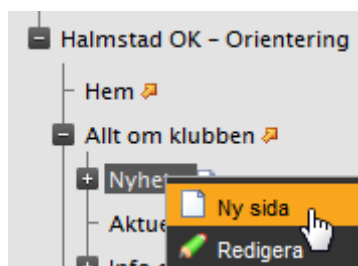 Halmstad OK – Orientering
Hem
Allt om klubben
Ny sida
Redigera